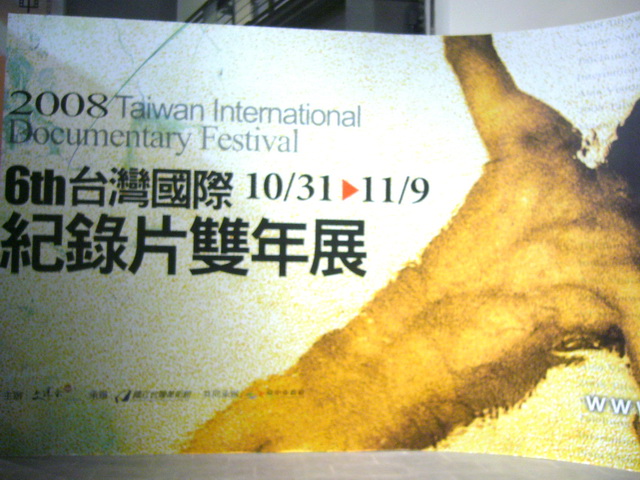 2008 Taiwan International
Documentary Festival
6th台灣國際 10/31▶11/9
紀錄片雙年展
www